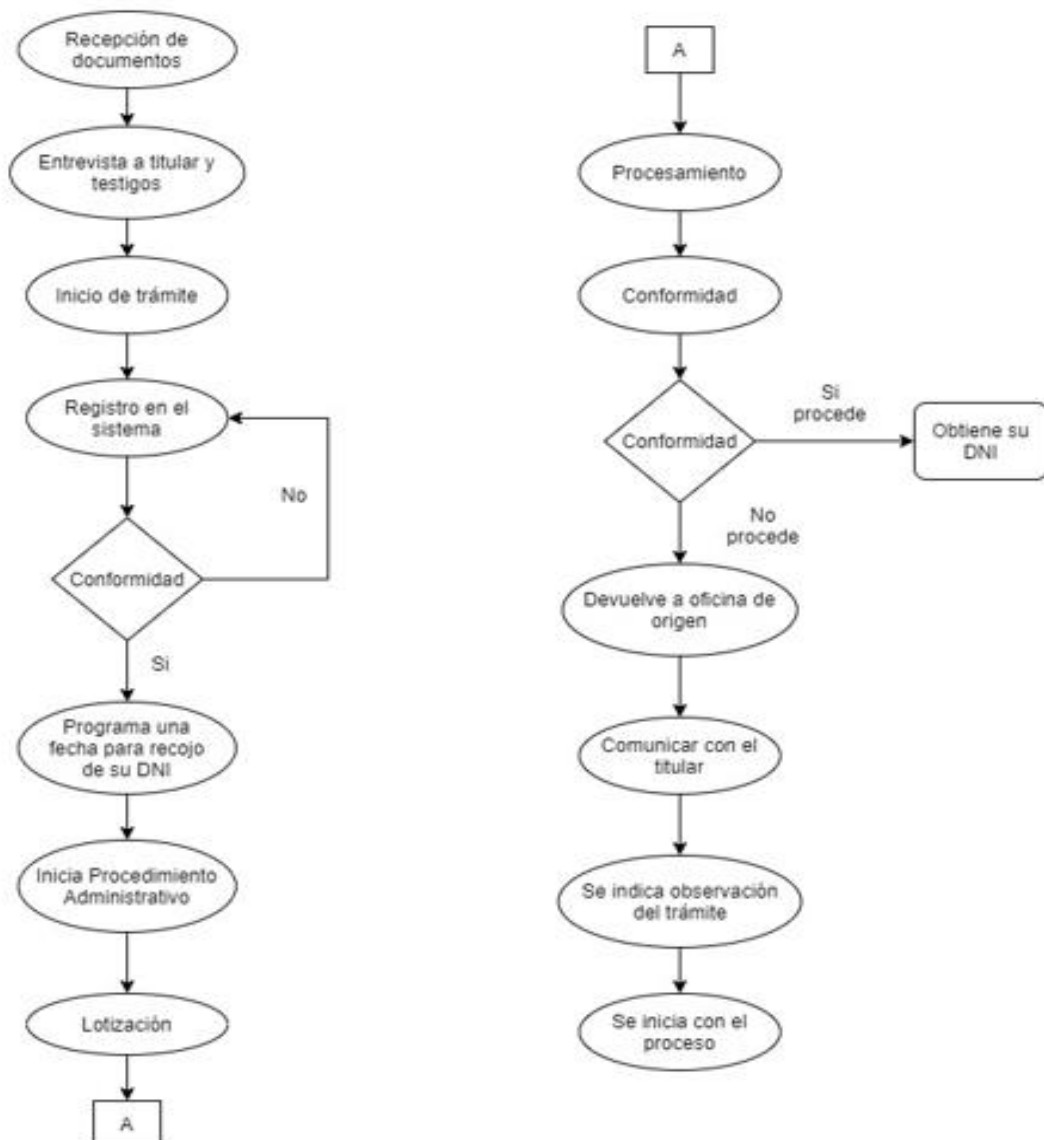 Recepción de
documentos
Entrevista a titular y
testigos
Inicio de trámite
Registro en el
sistema
No
Conformidad
Si
Programa una
fecha para recojo
de su DNI
Inicia Procedimiento
Administrativo
Lotización
A
A
Procesamiento
Conformidad
Conformidad
Si
procede
Obtiene su
DNI
No
procede
Devuelve a oficina de
origen
Comunicar con el
titular
Se indica observación
del trámite
Se inicia con el
proceso